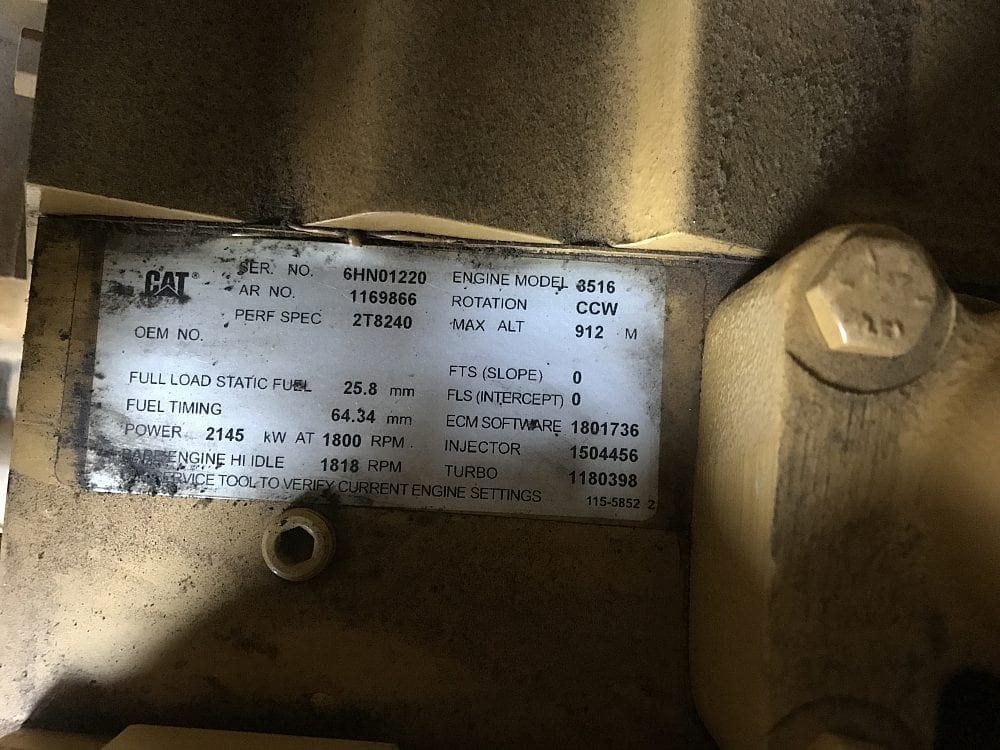 CAT®
SER. NO. 6HN01220
AR NO. 1169866
PERF SPEC 2T8240
OEM NO.
ENGINE MODEL 3516
ROTATION CCW
MAX ALT 912 M
FULL LOAD STATIC FUEL 25.8 mm
FUEL TIMING 64.34 mm
POWER 2145 kW AT 1800 RPM
ENGINE HI IDLE 1818 RPM
FTS (SLOPE) 0
FLS (INTERCEPT) 0
ECM SOFTWARE 1801736
INJECTOR 1504456
TURBO 1180398
SERVICE TOOL TO VERIFY CURRENT ENGINE SETTINGS
115-5852 2